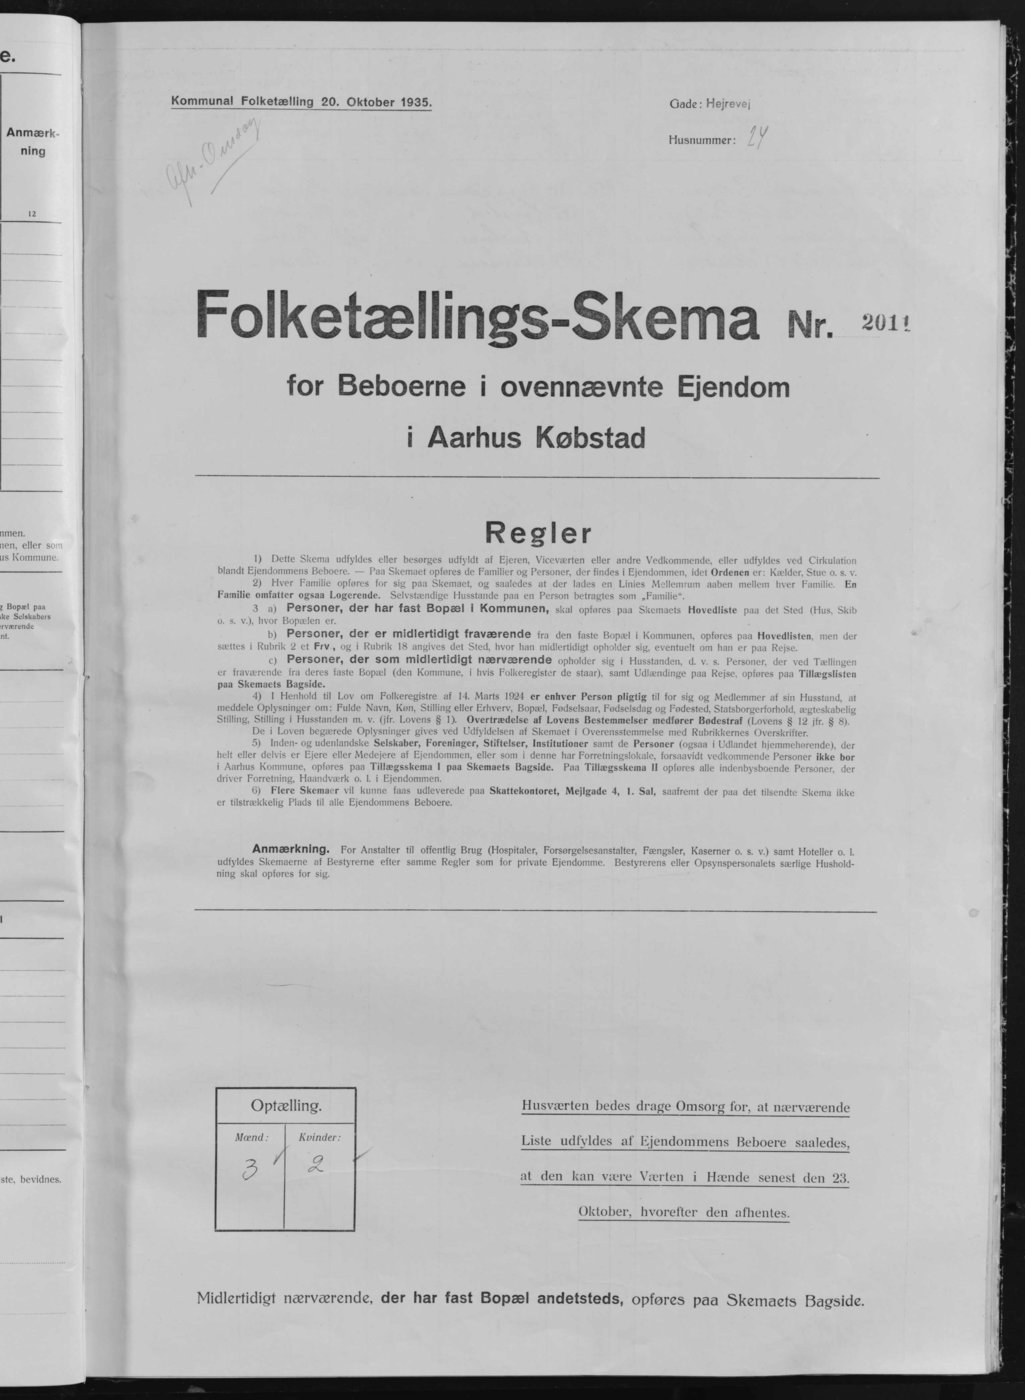 e.
Anmærk-
ning
12
mmen.
men, eller som
us Kommune.
g Bopæl paa
ke Selskabers
rværende
nt.
ste, bevidnes.
Kommunal Folketælling 20. Oktober 1935.
Gade: Hejrevej
Husnummer: 24
Afh. Onsdag
Folketællings-Skema Nr. 2011
for Beboerne i ovennævnte Ejendom
i Aarhus Købstad
Regler
1) Dette Skema udfyldes eller besørges udfyldt af Ejeren, Viceværten eller andre Vedkommende, eller udfyldes ved Cirkulation
blandt Ejendommens Beboere. — Paa Skemaet opføres de Familier og Personer, der findes i Ejendommen, idet Ordenen er: Kælder, Stue o. s. v.
2) Hver Familie opføres for sig paa Skemaet, og saaledes at der lades en Linies Mellemrum aaben mellem hver Familie. En
Familie omfatter ogsaa Logerende. Selvstændige Husstande paa en Person betragtes som „Familie“.
3 a) Personer, der har fast Bopæl i Kommunen, skal opføres paa Skemaets Hovedliste paa det Sted (Hus, Skib
o. s. v.), hvor Bopælen er.
b) Personer, der er midlertidigt fraværende fra den faste Bopæl i Kommunen, opføres paa Hovedlisten, men der
sættes i Rubrik 2 et Frv., og i Rubrik 18 angives det Sted, hvor han midlertidigt opholder sig, eventuelt om han er paa Rejse.
c) Personer, der som midlertidigt nærværende opholder sig i Husstanden, d. v. s. Personer, der ved Tællingen
er fraværende fra deres faste Bopæl (den Kommune, i hvis Folkeregister de staar), samt Udlændinge paa Rejse, opføres paa Tillægslisten
paa Skemaets Bagside.
4) I Henhold til Lov om Folkeregistre af 14. Marts 1924 er enhver Person pligtig til for sig og Medlemmer af sin Husstand, at
meddele Oplysninger om: Fulde Navn, Køn, Stilling eller Erhverv, Bopæl, Fødselsaar, Fødselsdag og Fødested, Statsborgerforhold, ægteskabelig
Stilling, Stilling i Husstanden m. v. (jfr. Lovens § 1). Overtrædelse af Lovens Bestemmelser medfører Bødestraf (Lovens § 12 jfr. § 8).
De i Loven begærede Oplysninger gives ved Udfyldelsen af Skemaet i Overensstemmelse med Rubrikkernes Overskrifter.
5) Inden- og udenlandske Selskaber, Foreninger, Stiftelser, Institutioner samt de Personer (ogsaa i Udlandet hjemmehørende), der
helt eller delvis er Ejere eller Medejere af Ejendommen, eller som i denne har Forretningslokale, forsaavidt vedkommende Personer ikke bor
i Aarhus Kommune, opføres paa Tillægsskema I paa Skemaets Bagside. Paa Tillægsskema II opføres alle indenbysboende Personer, der
driver Forretning, Haandværk o. l. i Ejendommen.
6) Flere Skemaer vil kunne faas udleverede paa Skattekontoret, Mejlgade 4, 1. Sal, saafremt der paa det tilsendte Skema ikke
er tilstrækkelig Plads til alle Ejendommens Beboere.
Anmærkning. For Anstalter til offentlig Brug (Hospitaler, Forsørgelsesanstalter, Fængsler, Kaserner o. s. v.) samt Hoteller o. l.
udfyldes Skemaerne af Bestyrerne efter samme Regler som for private Ejendomme. Bestyrerens eller Opsynspersonalets særlige Hushold-
ning skal opføres for sig.
Optælling.
Mænd: Kvinder:
3 2
Husværten bedes drage Omsorg for, at nærværende
Liste udfyldes af Ejendommens Beboere saaledes,
at den kan være Værten i Hænde senest den 23.
Oktober, hvorefter den afhentes.
Midlertidigt nærværende, der har fast Bopæl andetsteds, opføres paa Skemaets Bagside.